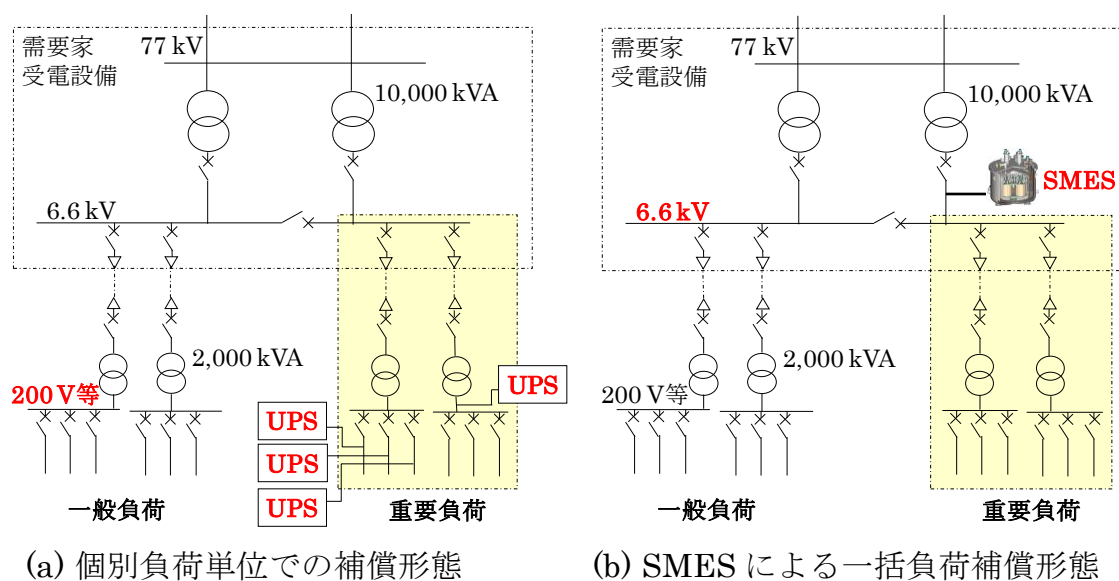 需要家
受電設備
77 kV
10,000 kVA
6.6 kV
2,000 kVA
200 V等
UPS
UPS
UPS
UPS
一般負荷
重要負荷
(a) 個別負荷単位での補償形態
需要家
受電設備
77 kV
10,000 kVA
SMES
6.6 kV
2,000 kVA
200 V等
一般負荷
重要負荷
(b) SMES による一括負荷補償形態